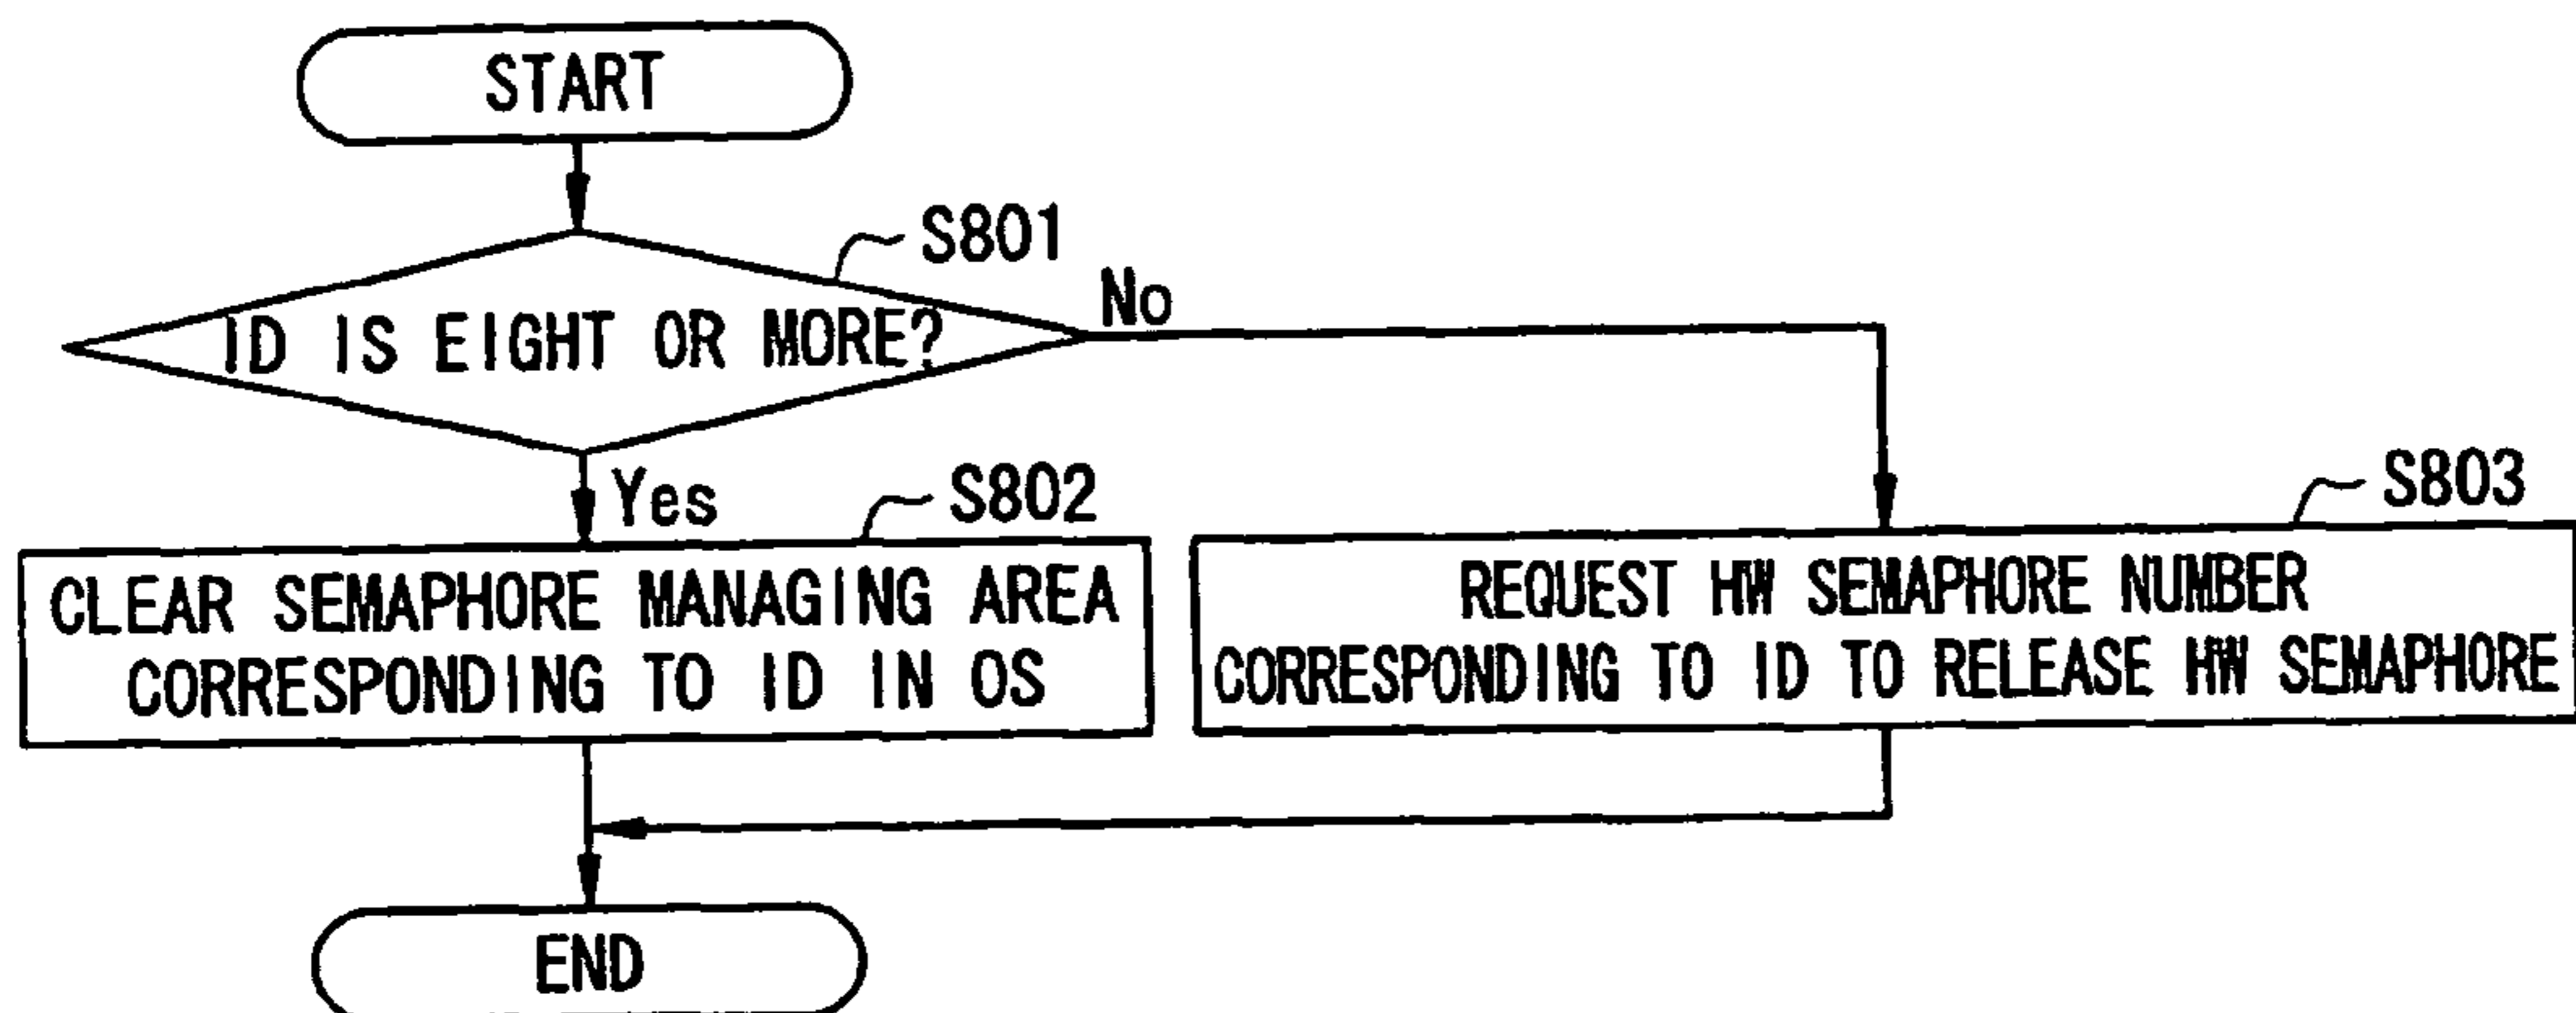 START
S801
ID IS EIGHT OR MORE?
No
Yes
S802
CLEAR SEMAPHORE MANAGING AREA
CORRESPONDING TO ID IN OS
S803
REQUEST HW SEMAPHORE NUMBER
CORRESPONDING TO ID TO RELEASE HW SEMAPHORE
END